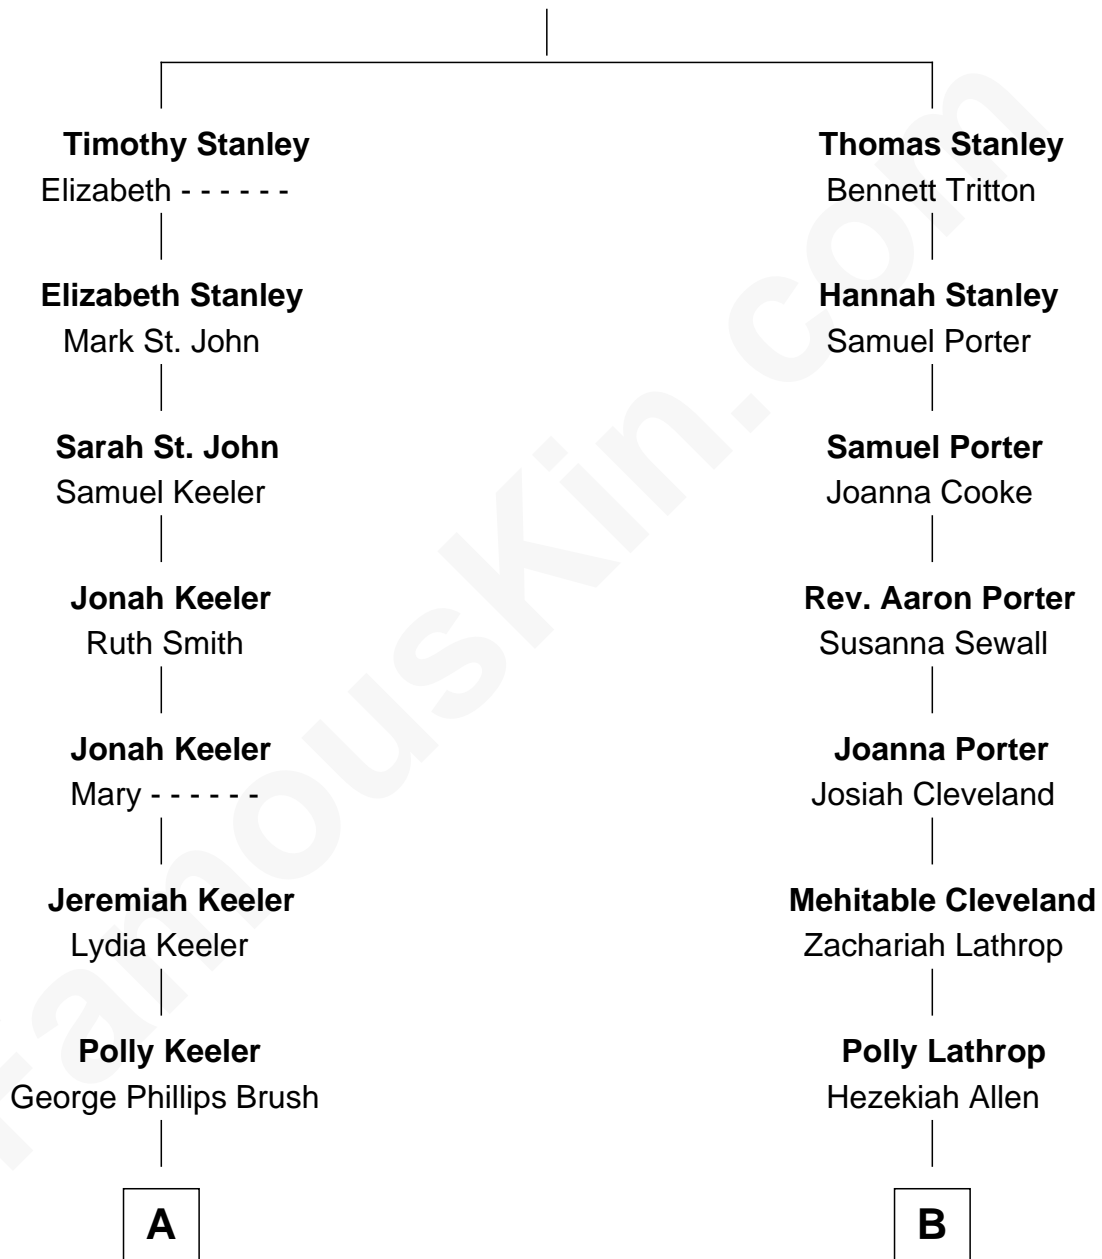 Timothy Stanley
Elizabeth - - - - - -
Thomas Stanley
Bennett Tritton
Elizabeth Stanley
Mark St. John
Hannah Stanley
Samuel Porter
Sarah St. John
Samuel Keeler
Samuel Porter
Joanna Cooke
Jonah Keeler
Ruth Smith
Rev. Aaron Porter
Susanna Sewall
Jonah Keeler
Mary - - - - - -
Joanna Porter
Josiah Cleveland
Jeremiah Keeler
Lydia Keeler
Mehitable Cleveland
Zachariah Lathrop
Polly Keeler
George Phillips Brush
Polly Lathrop
Hezekiah Allen
A
B
FamousKin.com